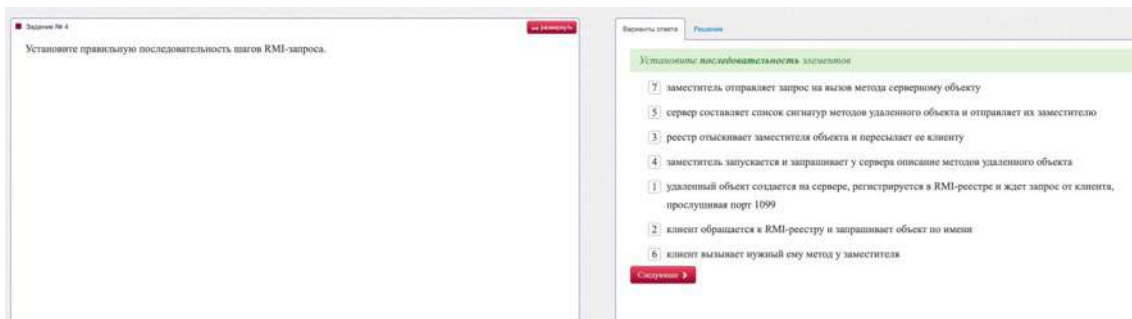 Задание № 4
развернуть
Установите правильную последовательность шагов RMI-запроса.
Варианты ответа
Решение
Установите последовательность элементов
7 заместитель отправляет запрос на вызов метода серверному объекту
5 сервер составляет список сигнатур методов удаленного объекта и отправляет их заместителю
3 реестр отыскивает заместителя объекта и пересылает ее клиенту
4 заместитель запускается и запрашивает у сервера описание методов удаленного объекта
1 удаленный объект создается на сервере, регистрируется в RMI-реестре и ждет запрос от клиента,
прослушивая порт 1099
2 клиент обращается к RMI-реестру и запрашивает объект по имени
6 клиент вызывает нужный ему метод у заместителя
Следующее